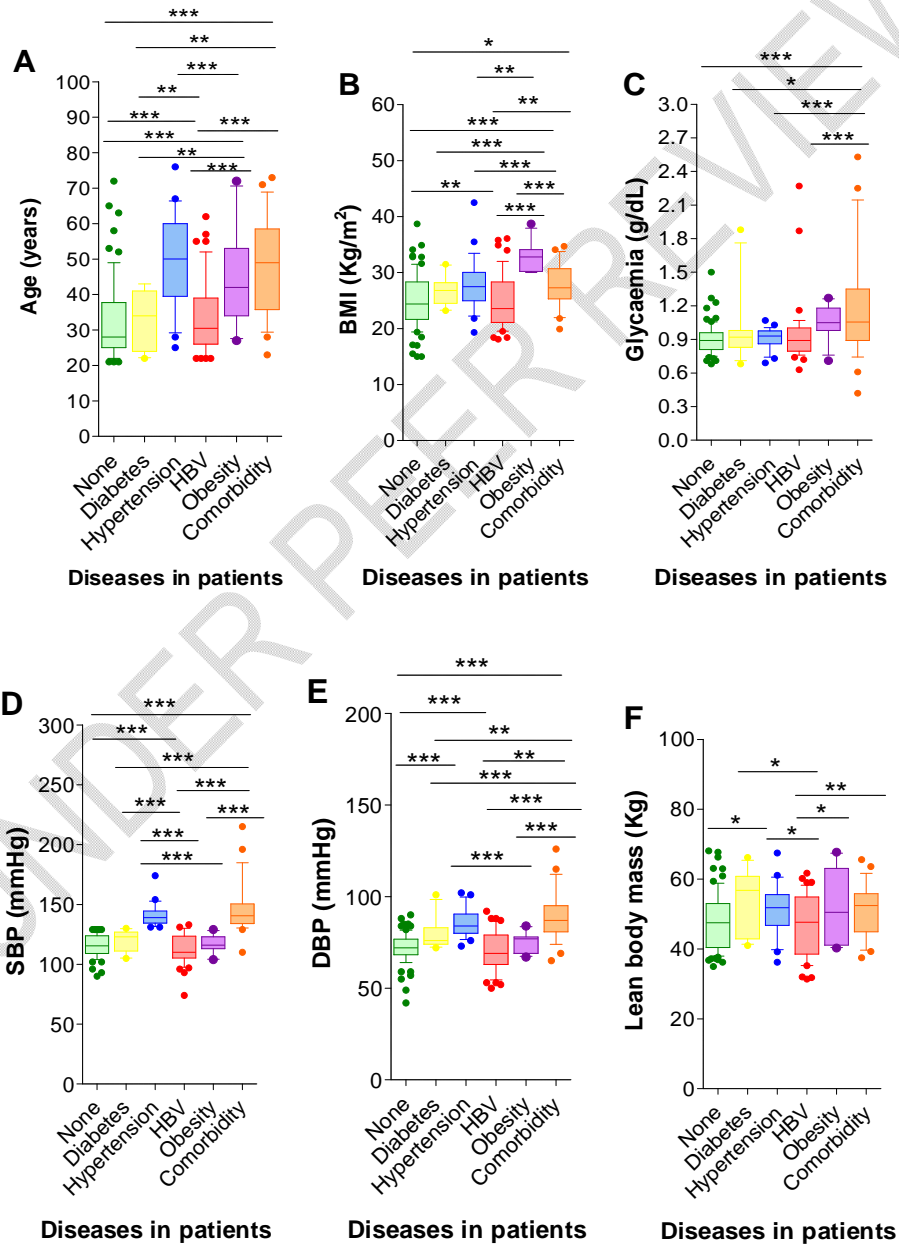 UNDER PEER REVIEW
A
***
**
***
**
***
***
***
**
***
Age (years)
100
90
80
70
60
50
40
30
20
10
0
None
Diabetes
Hypertension
HBV
Obesity
Comorbidity
Diseases in patients
B
*
**
**
***
***
***
**
***
***
BMI (Kg/m²)
60
50
40
30
20
10
0
None
Diabetes
Hypertension
HBV
Obesity
Comorbidity
Diseases in patients
C
***
*
***
***
Glycaemia (g/dL)
3.0
2.7
2.4
2.1
1.8
1.5
1.2
0.9
0.6
0.3
0.0
None
Diabetes
Hypertension
HBV
Obesity
Comorbidity
Diseases in patients
D
***
***
***
***
***
***
***
***
SBP (mmHg)
300
250
200
150
100
50
0
None
Diabetes
Hypertension
HBV
Obesity
Comorbidity
Diseases in patients
E
***
***
**
***
**
***
***
***
***
DBP (mmHg)
200
150
100
50
0
None
Diabetes
Hypertension
HBV
Obesity
Comorbidity
Diseases in patients
F
*
**
*
*
*
Lean body mass (Kg)
100
80
60
40
20
0
None
Diabetes
Hypertension
HBV
Obesity
Comorbidity
Diseases in patients